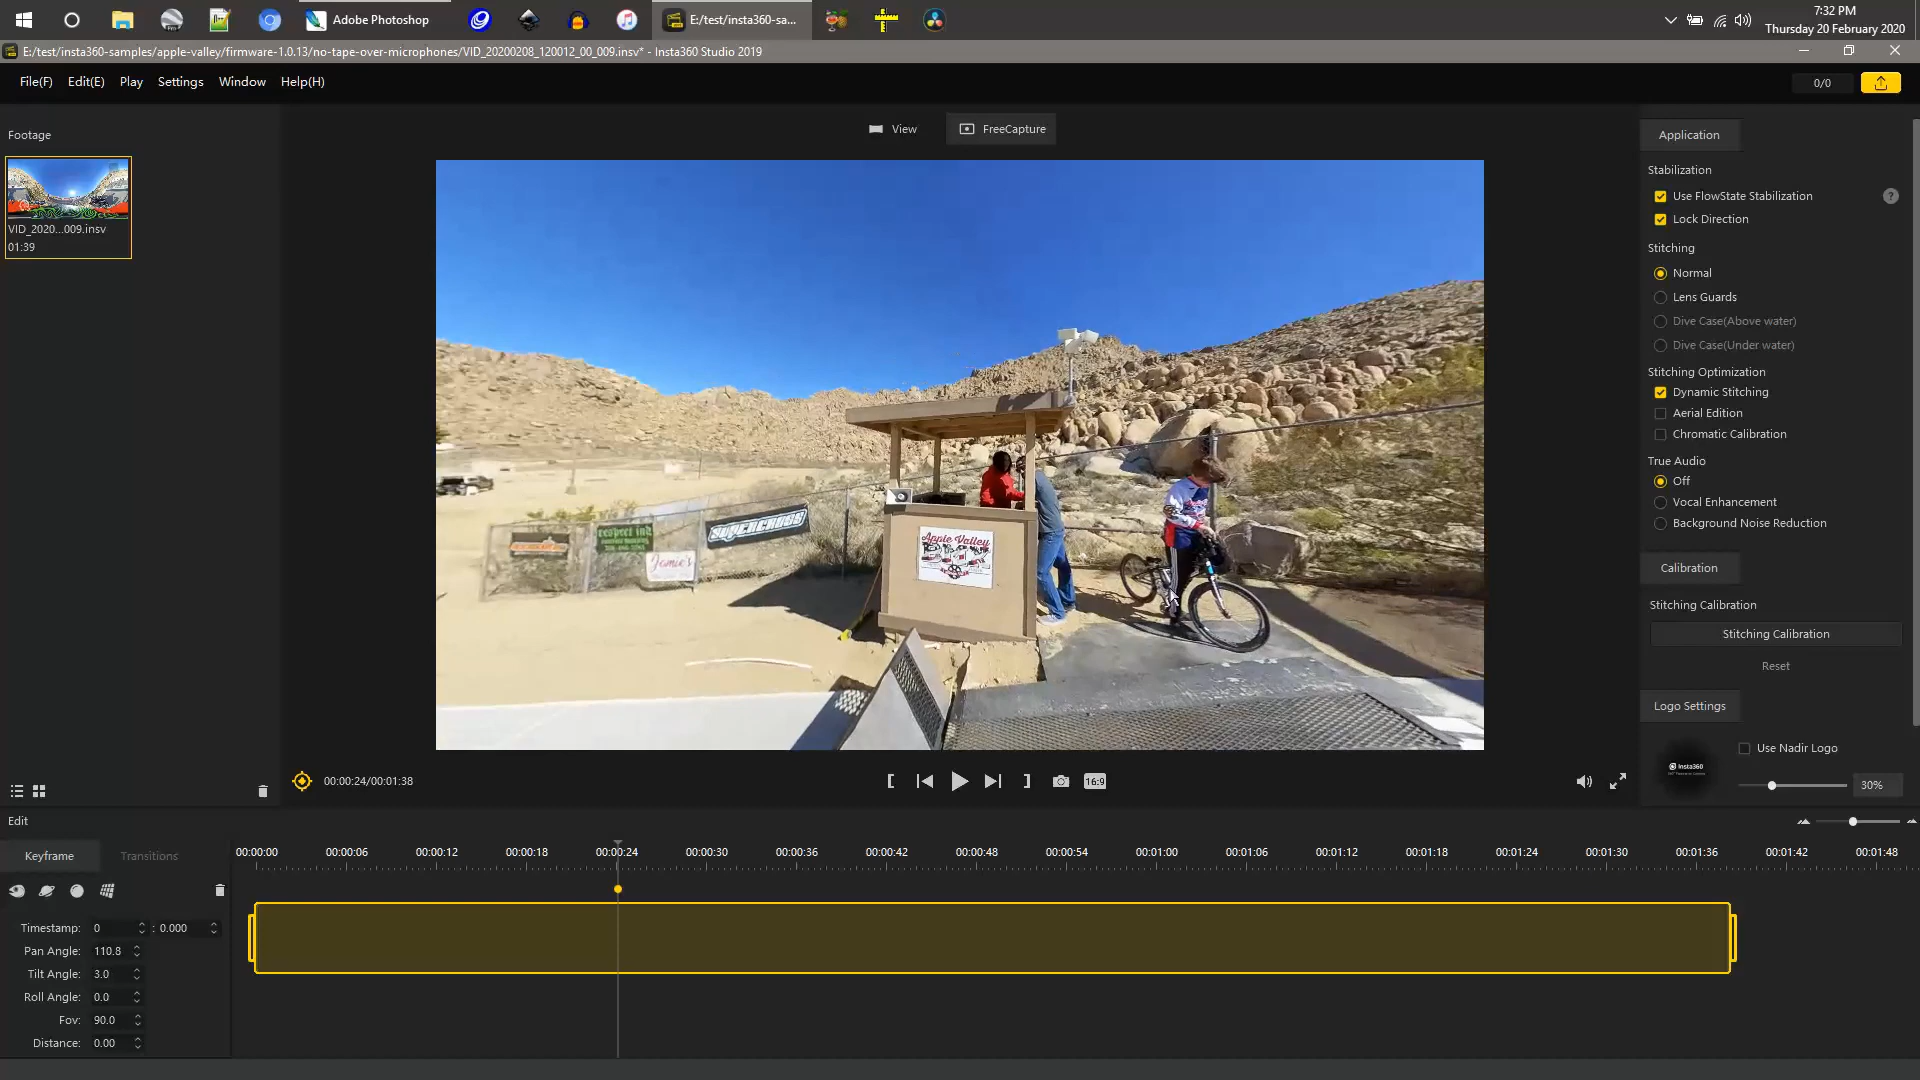 Adobe Photoshop
E:/test/insta360-sa...
7:32 PM
Thursday 20 February 2020
E:/test/insta360-samples/apple-valley/firmware-1.0.13/no-tape-over-microphones/VID_20200208_120012_00_009.insv* - Insta360 Studio 2019
File(F) Edit(E) Play Settings Window Help(H)
0/0
Footage
View FreeCapture
VID_2020...009.insv
01:39
Application
Stabilization
Use FlowState Stabilization
?
Lock Direction
Stitching
Normal
Lens Guards
Dive Case(Above water)
Dive Case(Under water)
Stitching Optimization
Dynamic Stitching
Aerial Edition
Chromatic Calibration
True Audio
Off
Vocal Enhancement
Background Noise Reduction
Calibration
Stitching Calibration
Stitching Calibration
Reset
Logo Settings
Insta360
Use Nadir Logo
30%
respect ind
Jamie's
SUPERCROSS
Apple Valley
00:00:24/00:01:38
[ ] 16:9
Edit
Keyframe Transitions
00:00:00 00:00:06 00:00:12 00:00:18 00:00:24 00:00:30 00:00:36 00:00:42 00:00:48 00:00:54 00:01:00 00:01:06 00:01:12 00:01:18 00:01:24 00:01:30 00:01:36 00:01:42 00:01:48
Timestamp: 0 : 0.000
Pan Angle: 110.8
Tilt Angle: 3.0
Roll Angle: 0.0
Fov: 90.0
Distance: 0.00